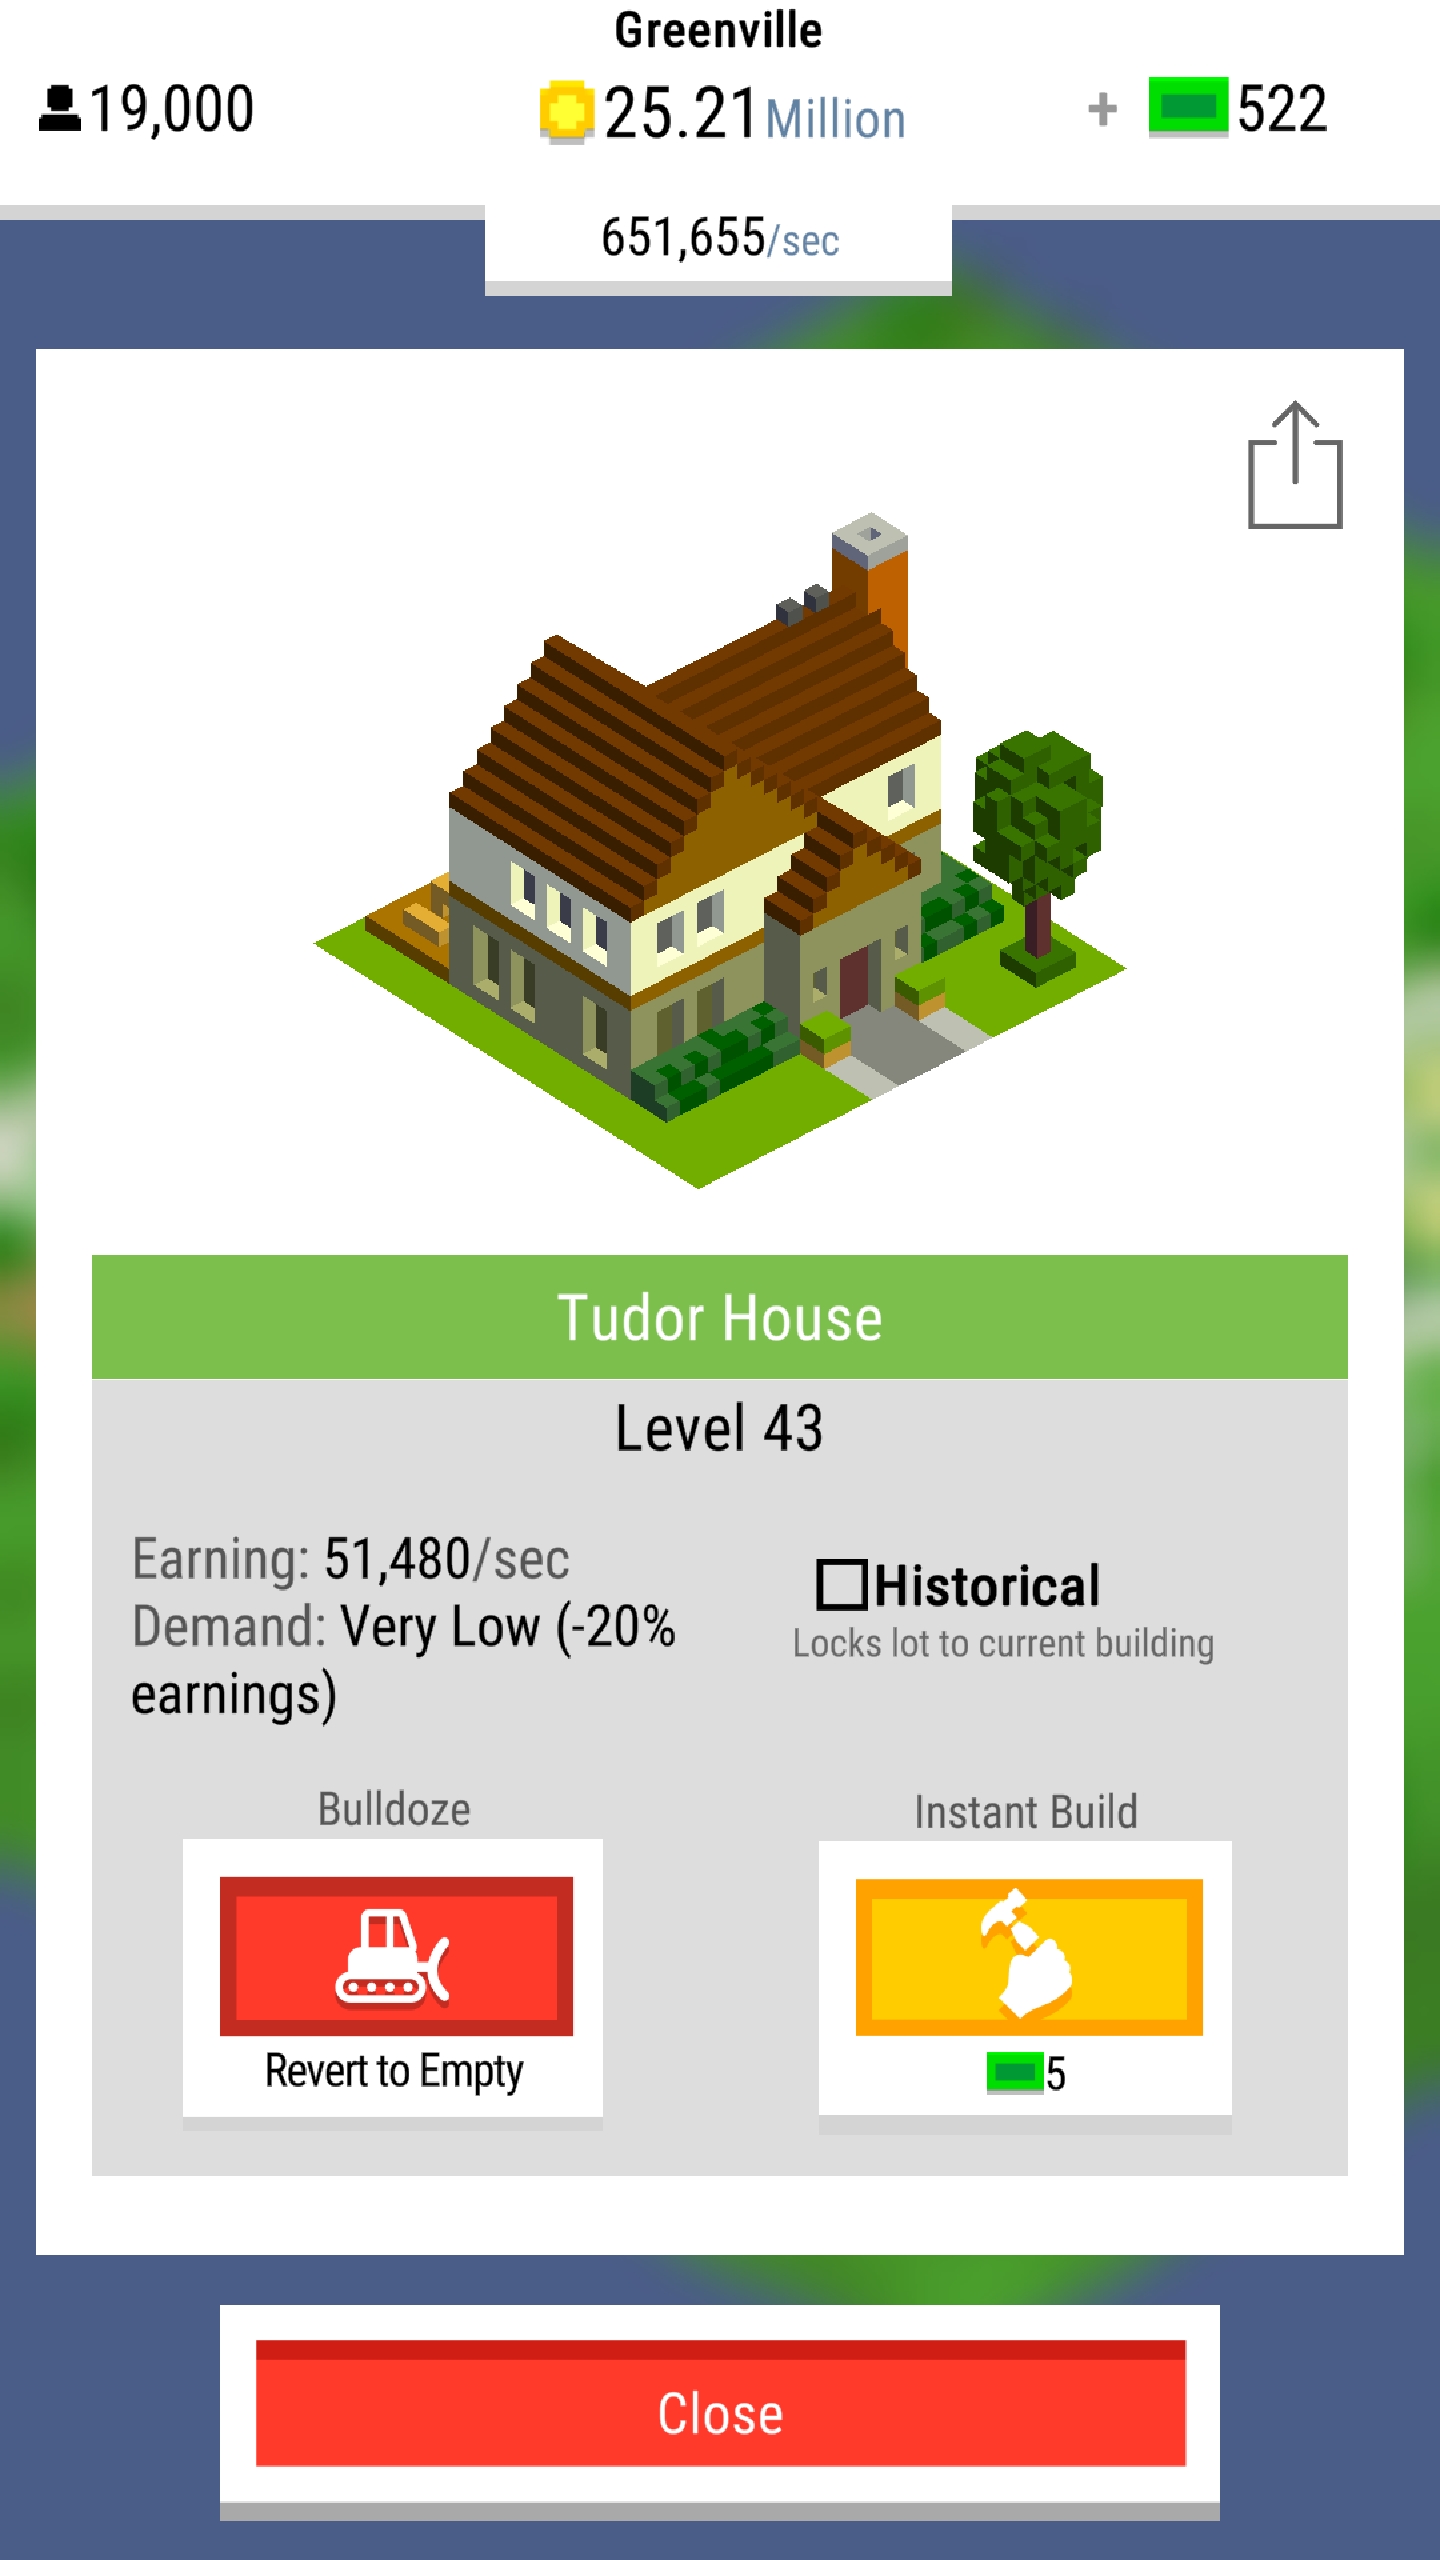 Greenville
19,000
25.21 Million
+ 522
651,655/sec
Tudor House
Level 43
Earning: 51,480/sec
Demand: Very Low (-20%
earnings)
Historical
Locks lot to current building
Bulldoze
Revert to Empty
Instant Build
5
Close